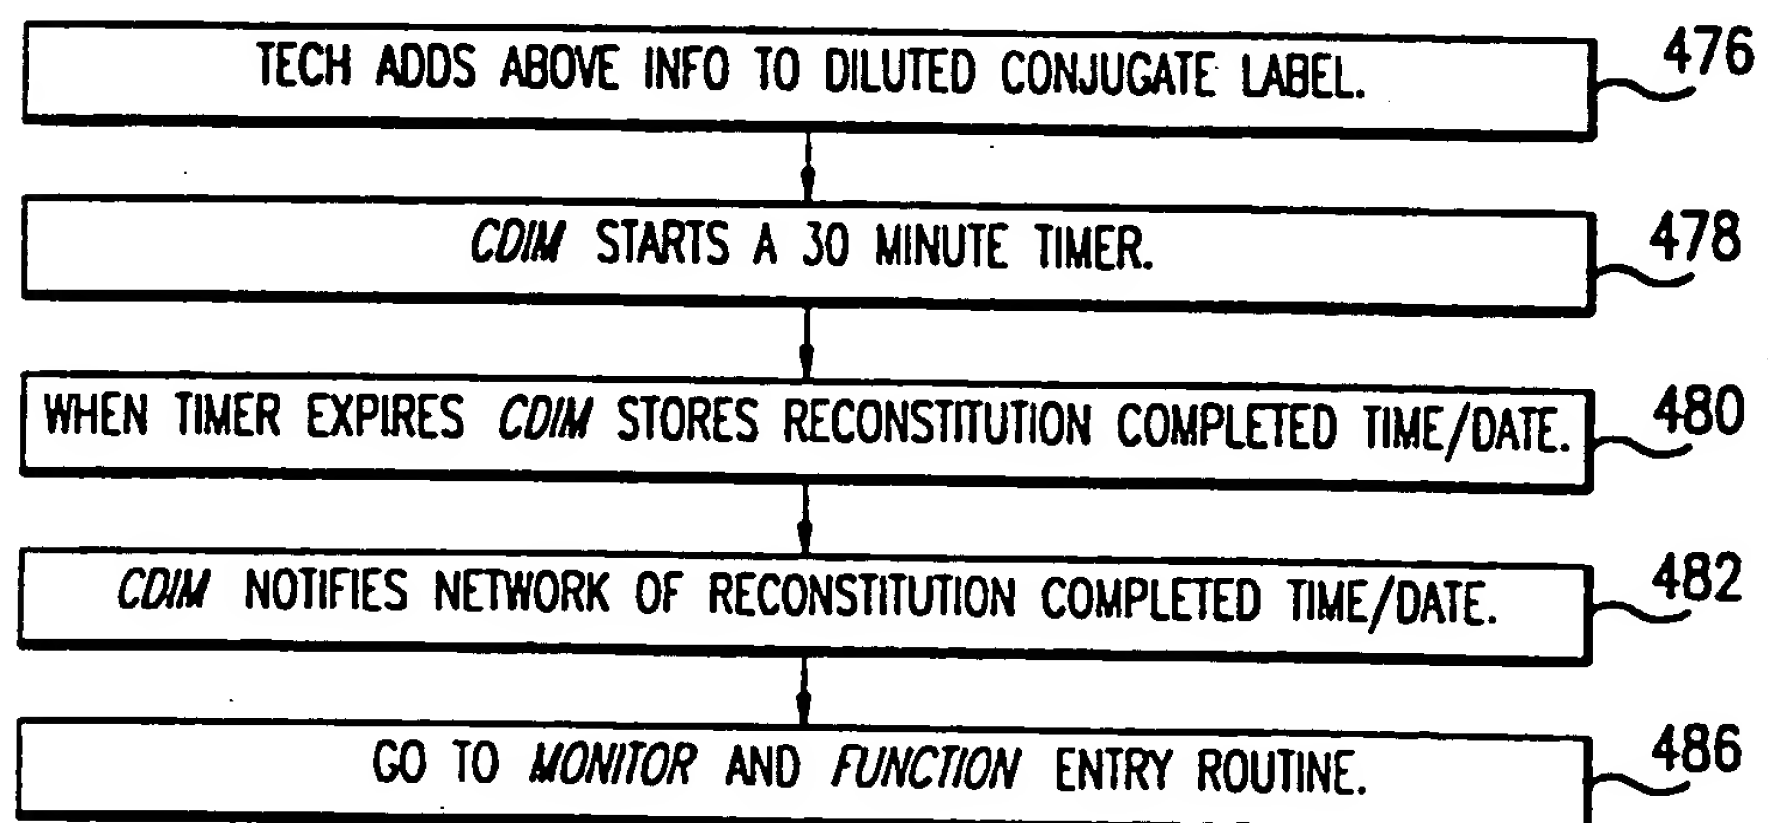 TECH ADDS ABOVE INFO TO DILUTED CONJUGATE LABEL.
476
CDIM STARTS A 30 MINUTE TIMER.
478
WHEN TIMER EXPIRES CDIM STORES RECONSTITUTION COMPLETED TIME/DATE.
480
CDIM NOTIFIES NETWORK OF RECONSTITUTION COMPLETED TIME/DATE.
482
GO TO MONITOR AND FUNCTION ENTRY ROUTINE.
486